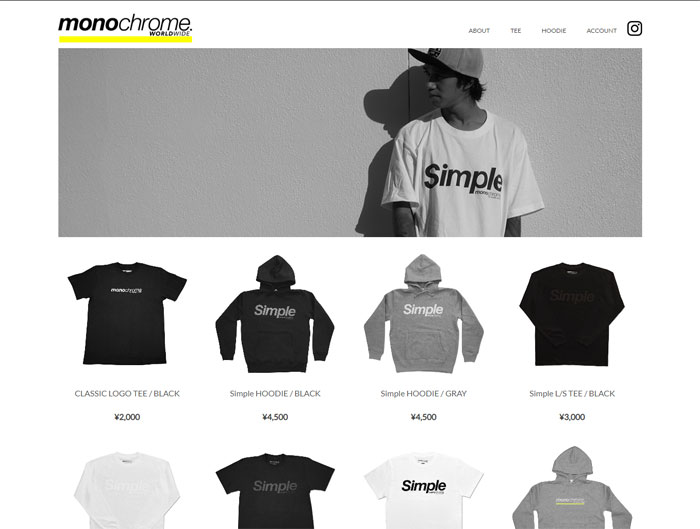 monochrome.
WORLDWIDE
ABOUT
TEE
HOODIE
ACCOUNT
Simple
monochrome
monochrome
Simple
Simple
Simple
CLASSIC LOGO TEE / BLACK
Simple HOODIE / BLACK
Simple HOODIE / GRAY
Simple L/S TEE / BLACK
¥2,000
¥4,500
¥4,500
¥3,000
Simple
Simple
Simple
monochrome